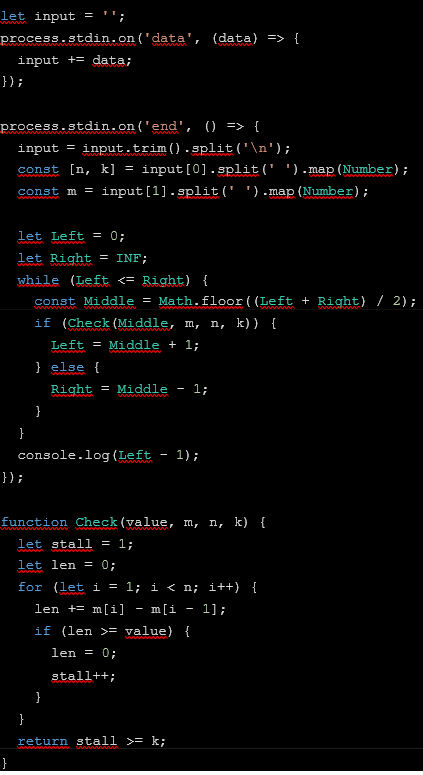 let input = '';
process.stdin.on('data', (data) => {
  input += data;
});

process.stdin.on('end', () => {
  input = input.trim().split('\n');
  const [n, k] = input[0].split(' ').map(Number);
  const m = input[1].split(' ').map(Number);

  let Left = 0;
  let Right = INF;
  while (Left <= Right) {
    const Middle = Math.floor((Left + Right) / 2);
    if (Check(Middle, m, n, k)) {
      Left = Middle + 1;
    } else {
      Right = Middle - 1;
    }
  }
  console.log(Left - 1);
});

function Check(value, m, n, k) {
  let stall = 1;
  let len = 0;
  for (let i = 1; i < n; i++) {
    len += m[i] - m[i - 1];
    if (len >= value) {
      len = 0;
      stall++;
    }
  }
  return stall >= k;
}